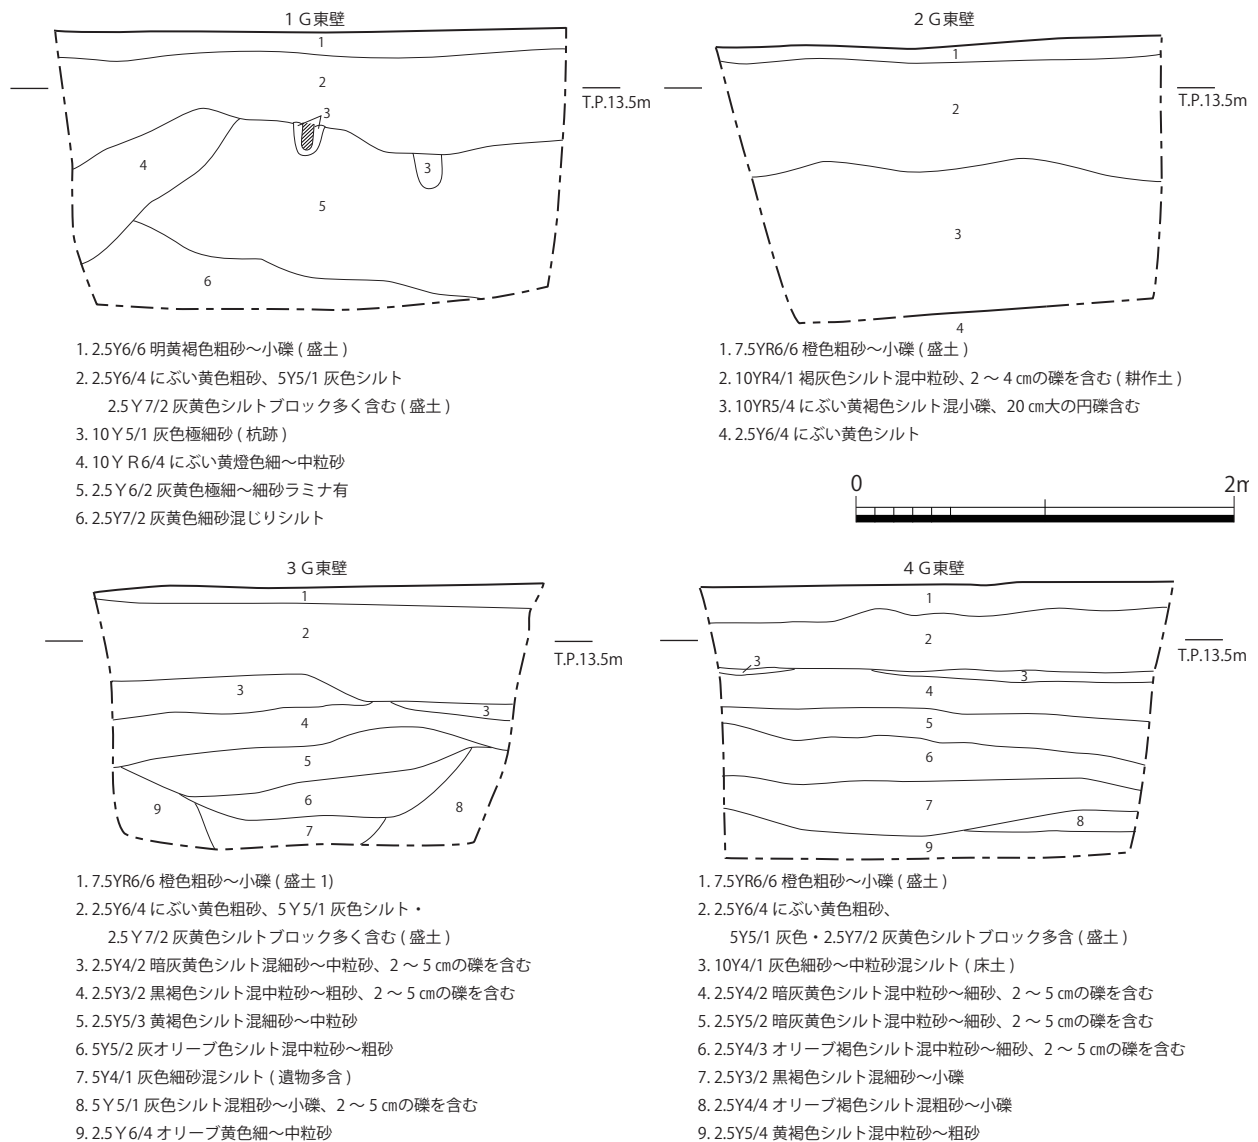 1 G東壁
1
2
3
4
3
5
6
T.P.13.5m
1. 2.5Y6/6 明黄褐色粗砂～小礫 ( 盛土 )
2. 2.5Y6/4 にぶい黄色粗砂、5Y5/1 灰色シルト
2.5Ｙ7/2 灰黄色シルトブロック多く含む ( 盛土 )
3. 10Ｙ5/1 灰色極細砂 ( 杭跡 )
4. 10ＹＲ6/4 にぶい黄燈色細～中粒砂
5. 2.5Ｙ6/2 灰黄色極細～細砂ラミナ有
6. 2.5Y7/2 灰黄色細砂混じりシルト
2 G東壁
1
2
3
4
T.P.13.5m
1. 7.5YR6/6 橙色粗砂～小礫 ( 盛土 )
2. 10YR4/1 褐灰色シルト混中粒砂、2 ～ 4 ㎝の礫を含む ( 耕作土 )
3. 10YR5/4 にぶい黄褐色シルト混小礫、20 ㎝大の円礫含む
4. 2.5Y6/4 にぶい黄色シルト
0 2m
3 G東壁
1
2
3
3
4
5
6
7
8
9
T.P.13.5m
1. 7.5YR6/6 橙色粗砂～小礫 ( 盛土 1)
2. 2.5Y6/4 にぶい黄色粗砂、5Ｙ5/1 灰色シルト・
2.5Ｙ7/2 灰黄色シルトブロック多く含む ( 盛土 )
3. 2.5Y4/2 暗灰黄色シルト混細砂～中粒砂、2 ～ 5 ㎝の礫を含む
4. 2.5Y3/2 黒褐色シルト混中粒砂～粗砂、2 ～ 5 ㎝の礫を含む
5. 2.5Y5/3 黄褐色シルト混細砂～中粒砂
6. 5Y5/2 灰オリーブ色シルト混中粒砂～粗砂
7. 5Y4/1 灰色細砂混シルト ( 遺物多含 )
8. 5Ｙ5/1 灰色シルト混粗砂～小礫、2 ～ 5 ㎝の礫を含む
9. 2.5Ｙ6/4 オリーブ黄色細～中粒砂
4 G東壁
1
2
3
3
4
5
6
7
8
9
T.P.13.5m
1. 7.5YR6/6 橙色粗砂～小礫 ( 盛土 )
2. 2.5Y6/4 にぶい黄色粗砂、
5Y5/1 灰色・2.5Y7/2 灰黄色シルトブロック多含 ( 盛土 )
3. 10Y4/1 灰色細砂～中粒砂混シルト ( 床土 )
4. 2.5Y4/2 暗灰黄色シルト混中粒砂～細砂、2 ～ 5 ㎝の礫を含む
5. 2.5Y5/2 暗灰黄色シルト混中粒砂～細砂、2 ～ 5 ㎝の礫を含む
6. 2.5Y4/3 オリーブ褐色シルト混中粒砂～細砂、2 ～ 5 ㎝の礫を含む
7. 2.5Y3/2 黒褐色シルト混細砂～小礫
8. 2.5Y4/4 オリーブ褐色シルト混粗砂～小礫
9. 2.5Y5/4 黄褐色シルト混中粒砂～粗砂